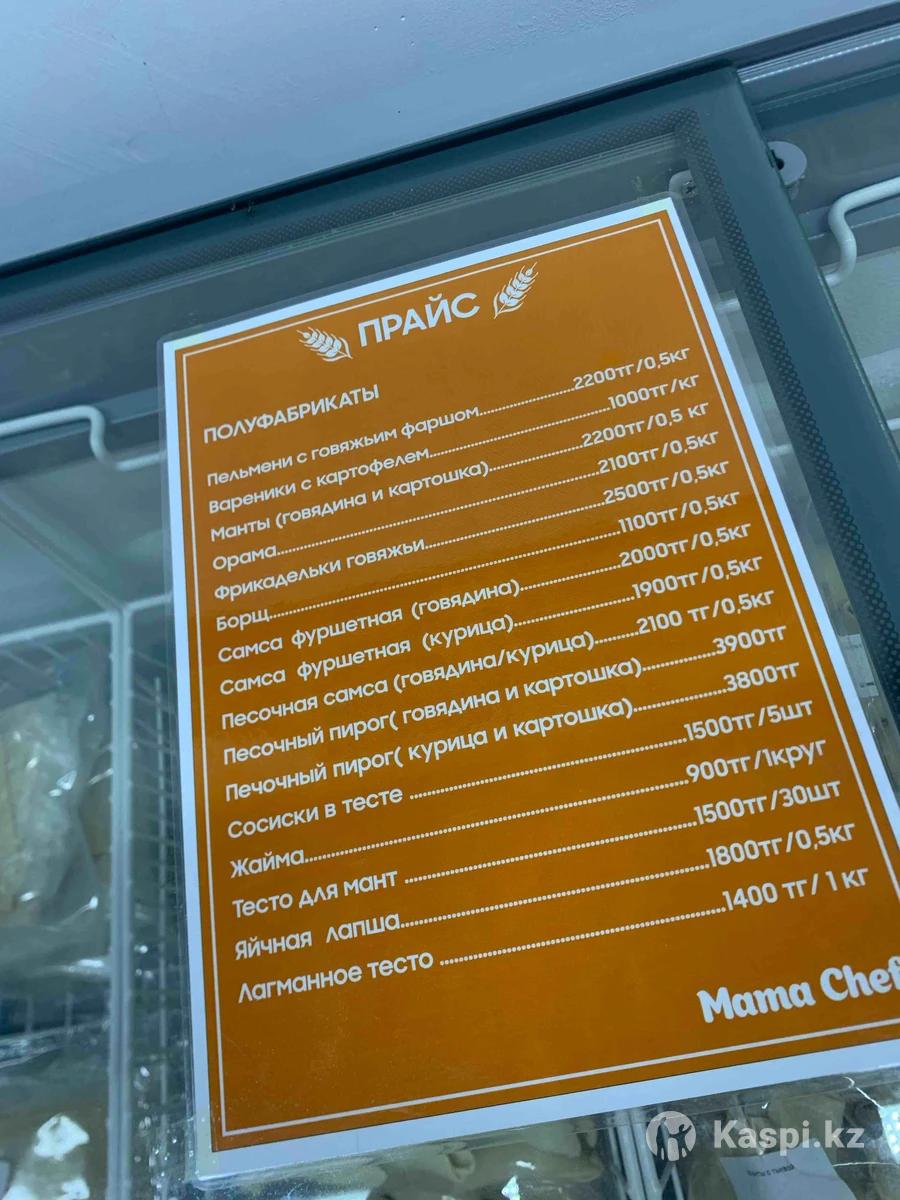 ПРАЙС
ПОЛУФАБРИКАТЫ
Пельмени с говяжьим фаршом....................2200тг/0,5кг
Вареники с картофелем....................1000тг/кг
Манты (говядина и картошка)....................2200тг/0,5 кг
Орама....................2100тг/0,5кг
Фрикадельки говяжьи....................2500тг/0,5кг
Борщ....................1100тг/0,5кг
Самса фуршетная (говядина)....................2000тг/0,5кг
Самса фуршетная (курица)....................1900тг/0,5кг
Песочная самса (говядина/курица)..........2100 тг/0,5кг
Песочный пирог( говядина и картошка)...............3900тг
Печочный пирог( курица и картошка)...................3800тг
Сосиски в тесте ....................1500тг/5шт
Жайма....................900тг/1круг
Тесто для мант ....................1500тг/30шт
Яйчная лапша....................1800тг/0,5кг
Лагманное тесто ....................1400 тг/ 1 кг
Mama Chef
Kaspi.kz